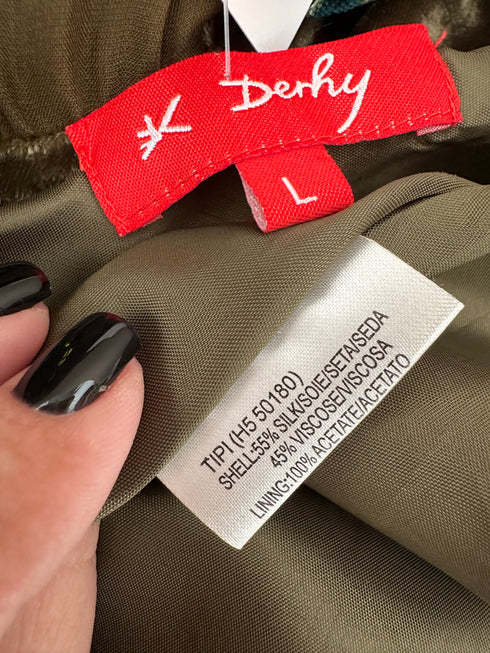 Derhy
L
TIPI (H5 50180)
SHELL:55% SILK/SOIE/SETA/SEDA
45% VISCOSE/VISCOSA
LINING:100% ACETATE/ACETATO